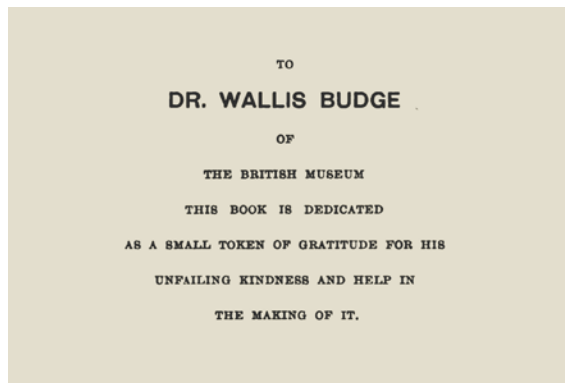 TO
DR. WALLIS BUDGE
OF
THE BRITISH MUSEUM
THIS BOOK IS DEDICATED
AS A SMALL TOKEN OF GRATITUDE FOR HIS
UNFAILING KINDNESS AND HELP IN
THE MAKING OF IT.